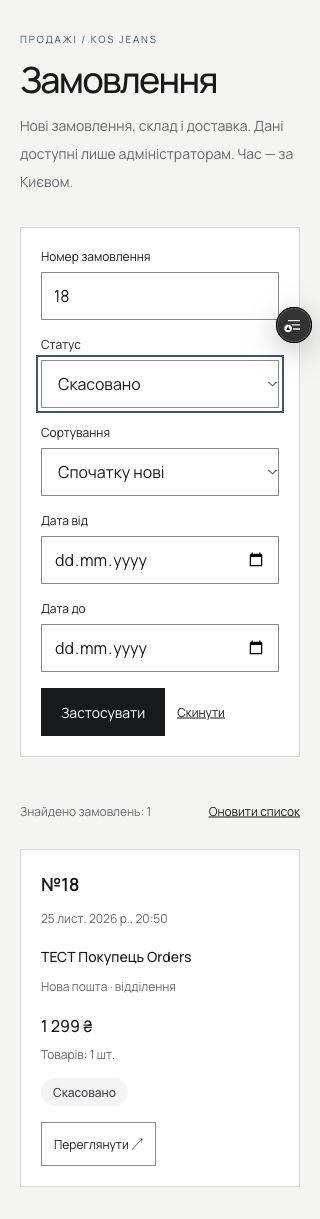 ПРОДАЖІ / KOS JEANS
Замовлення
Нові замовлення, склад і доставка. Дані
доступні лише адміністраторам. Час — за
Києвом.
Номер замовлення
18
Статус
Скасовано
Сортування
Спочатку нові
Дата від
dd.mm.yyyy
Дата до
dd.mm.yyyy
Застосувати Скинути
Знайдено замовлень: 1 Оновити список
№18
25 лист. 2026 р., 20:50
ТЕСТ Покупець Orders
Нова пошта · відділення
1 299 ₴
Товарів: 1 шт.
Скасовано
Переглянути ↗